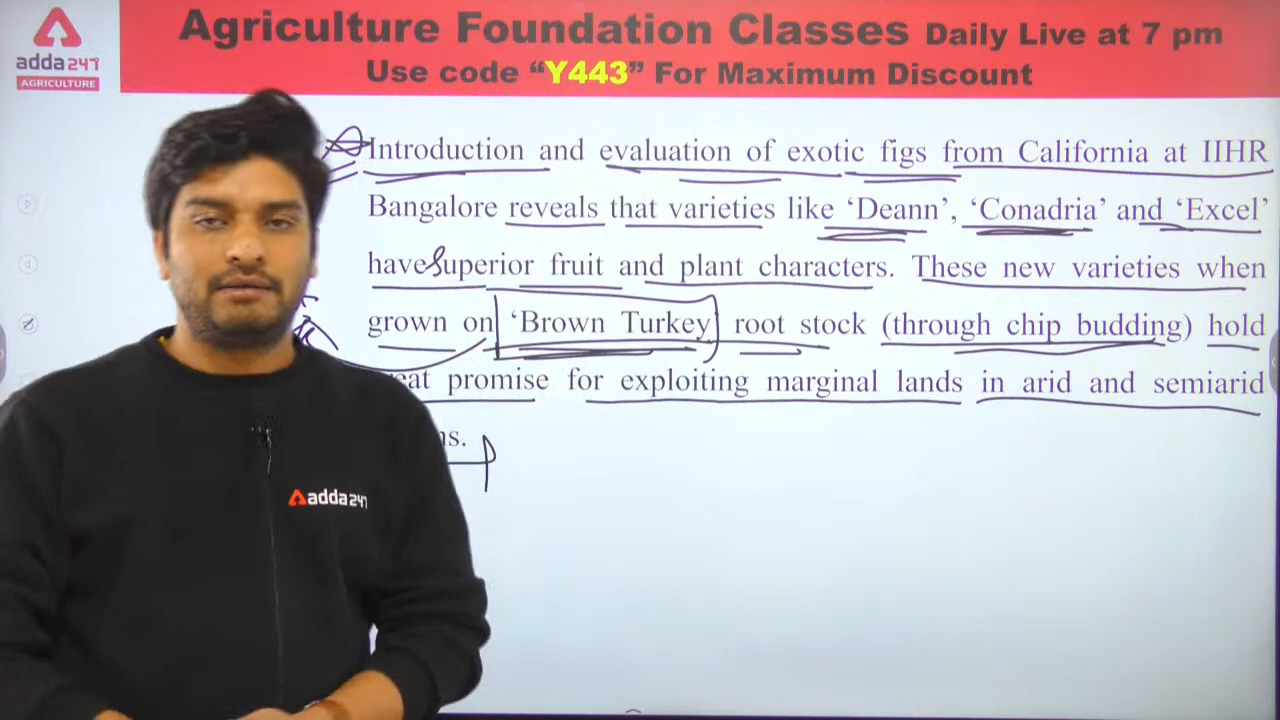 Agriculture Foundation Classes Daily Live at 7 pm
adda247
AGRICULTURE
Use code “Y443” For Maximum Discount
Introduction and evaluation of exotic figs from California at IIHR
Bangalore reveals that varieties like ‘Deann’, ‘Conadria’ and ‘Excel’
have superior fruit and plant characters. These new varieties when
grown on ‘Brown Turkey root stock (through chip budding) hold
promise for exploiting marginal lands in arid and semiarid
adda247